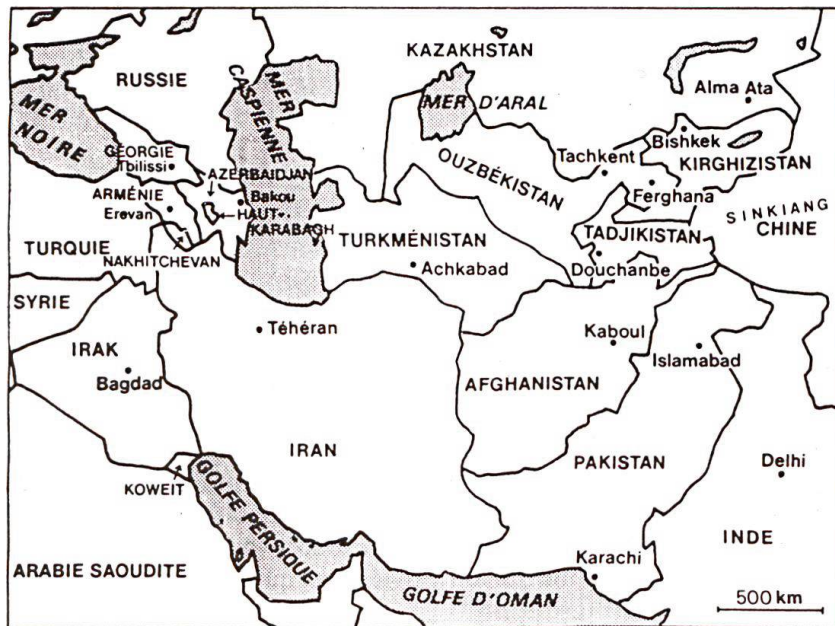 KAZAKHSTAN
RUSSIE
MER
CASPIENNE
MER D'ARAL
Alma Ata
MER
NOIRE
Bishkek
GÉORGIE
Tbilissi
AZERBAIDJAN
OUZBÉKISTAN
Tachkent
KIRGHIZISTAN
ARMÉNIE
Erevan
Bakou
HAUT-
KARABAGH
Ferghana
SINKIANG
CHINE
TURQUIE
NAKHITCHEVAN
TURKMÉNISTAN
Achkabad
TADJIKISTAN
Douchanbe
SYRIE
Téhéran
Kaboul
Islamabad
IRAK
Bagdad
AFGHANISTAN
IRAN
PAKISTAN
Delhi
KOWEIT
GOLFE PERSIQUE
INDE
ARABIE SAOUDITE
Karachi
GOLFE D'OMAN
500 km